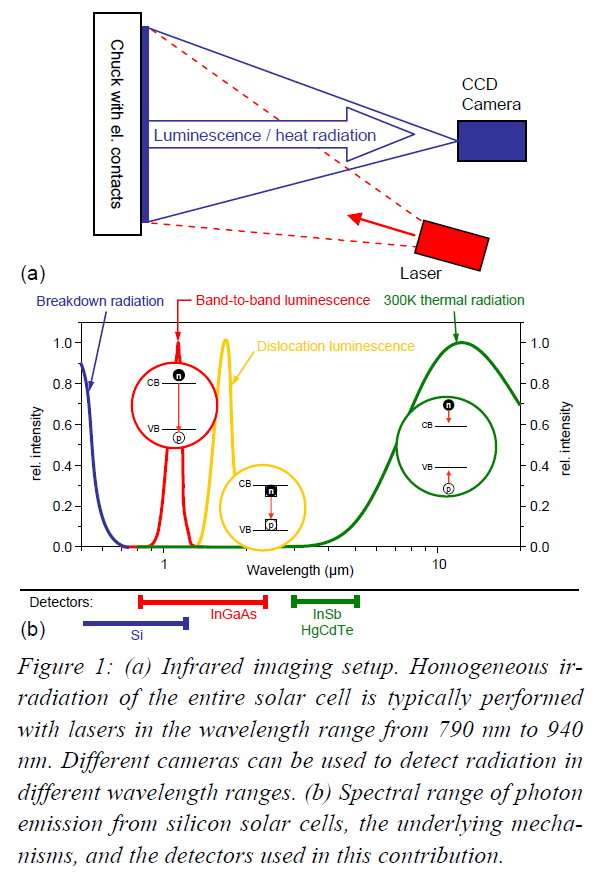 Chuck with el. contacts
CCD
Camera
Luminescence / heat radiation
Laser
(a)
Breakdown radiation
Band-to-band luminescence
300K thermal radiation
Dislocation luminescence
rel. intensity
1.0
0.8
0.6
0.4
0.2
0.0
CB
n
VB
p
CB
n
VB
p
n
CB
VB
p
1.0
0.8
0.6
0.4
0.2
0.0
rel. intensity
1
10
Wavelength (µm)
Detectors:
InGaAs
InSb
HgCdTe
Si
(b)
Figure 1: (a) Infrared imaging setup. Homogeneous ir-
radiation of the entire solar cell is typically performed
with lasers in the wavelength range from 790 nm to 940
nm. Different cameras can be used to detect radiation in
different wavelength ranges. (b) Spectral range of photon
emission from silicon solar cells, the underlying mecha-
nisms, and the detectors used in this contribution.